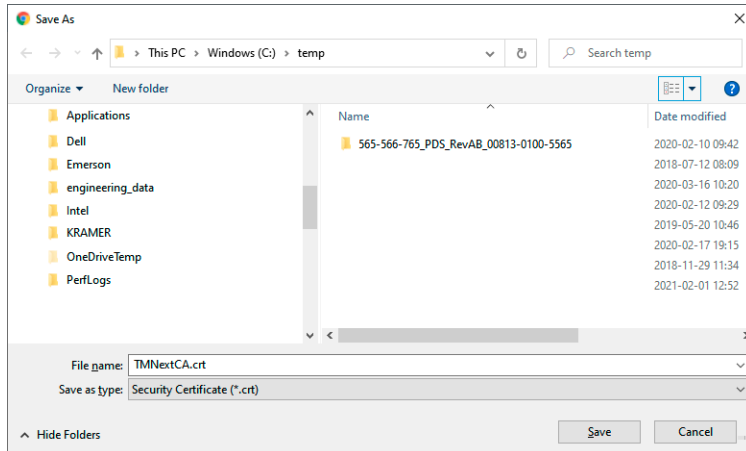 Save As
This PC > Windows (C:) > temp
Search temp
Organize
New folder
Applications
Dell
Emerson
engineering_data
Intel
KRAMER
OneDriveTemp
PerfLogs
Name
Date modified
565-566-765_PDS_RevAB_00813-0100-5565
2020-02-10 09:42
2018-07-12 08:09
2020-03-16 10:20
2020-02-12 09:29
2019-05-20 10:46
2020-02-17 19:15
2018-11-29 11:34
2021-02-01 12:52
File name: TMNextCA.crt
Save as type: Security Certificate (*.crt)
Hide Folders
Save
Cancel